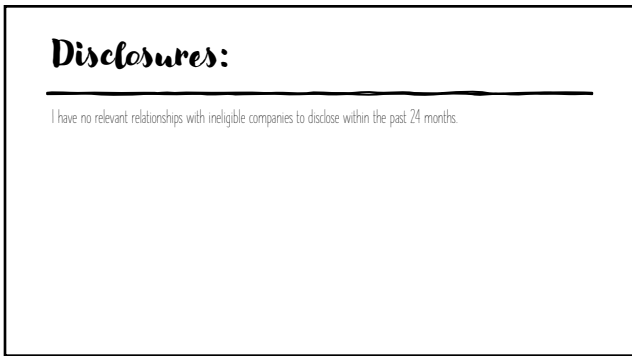 Disclosures:
I have no relevant relationships with ineligible companies to disclose within the past 24 months.